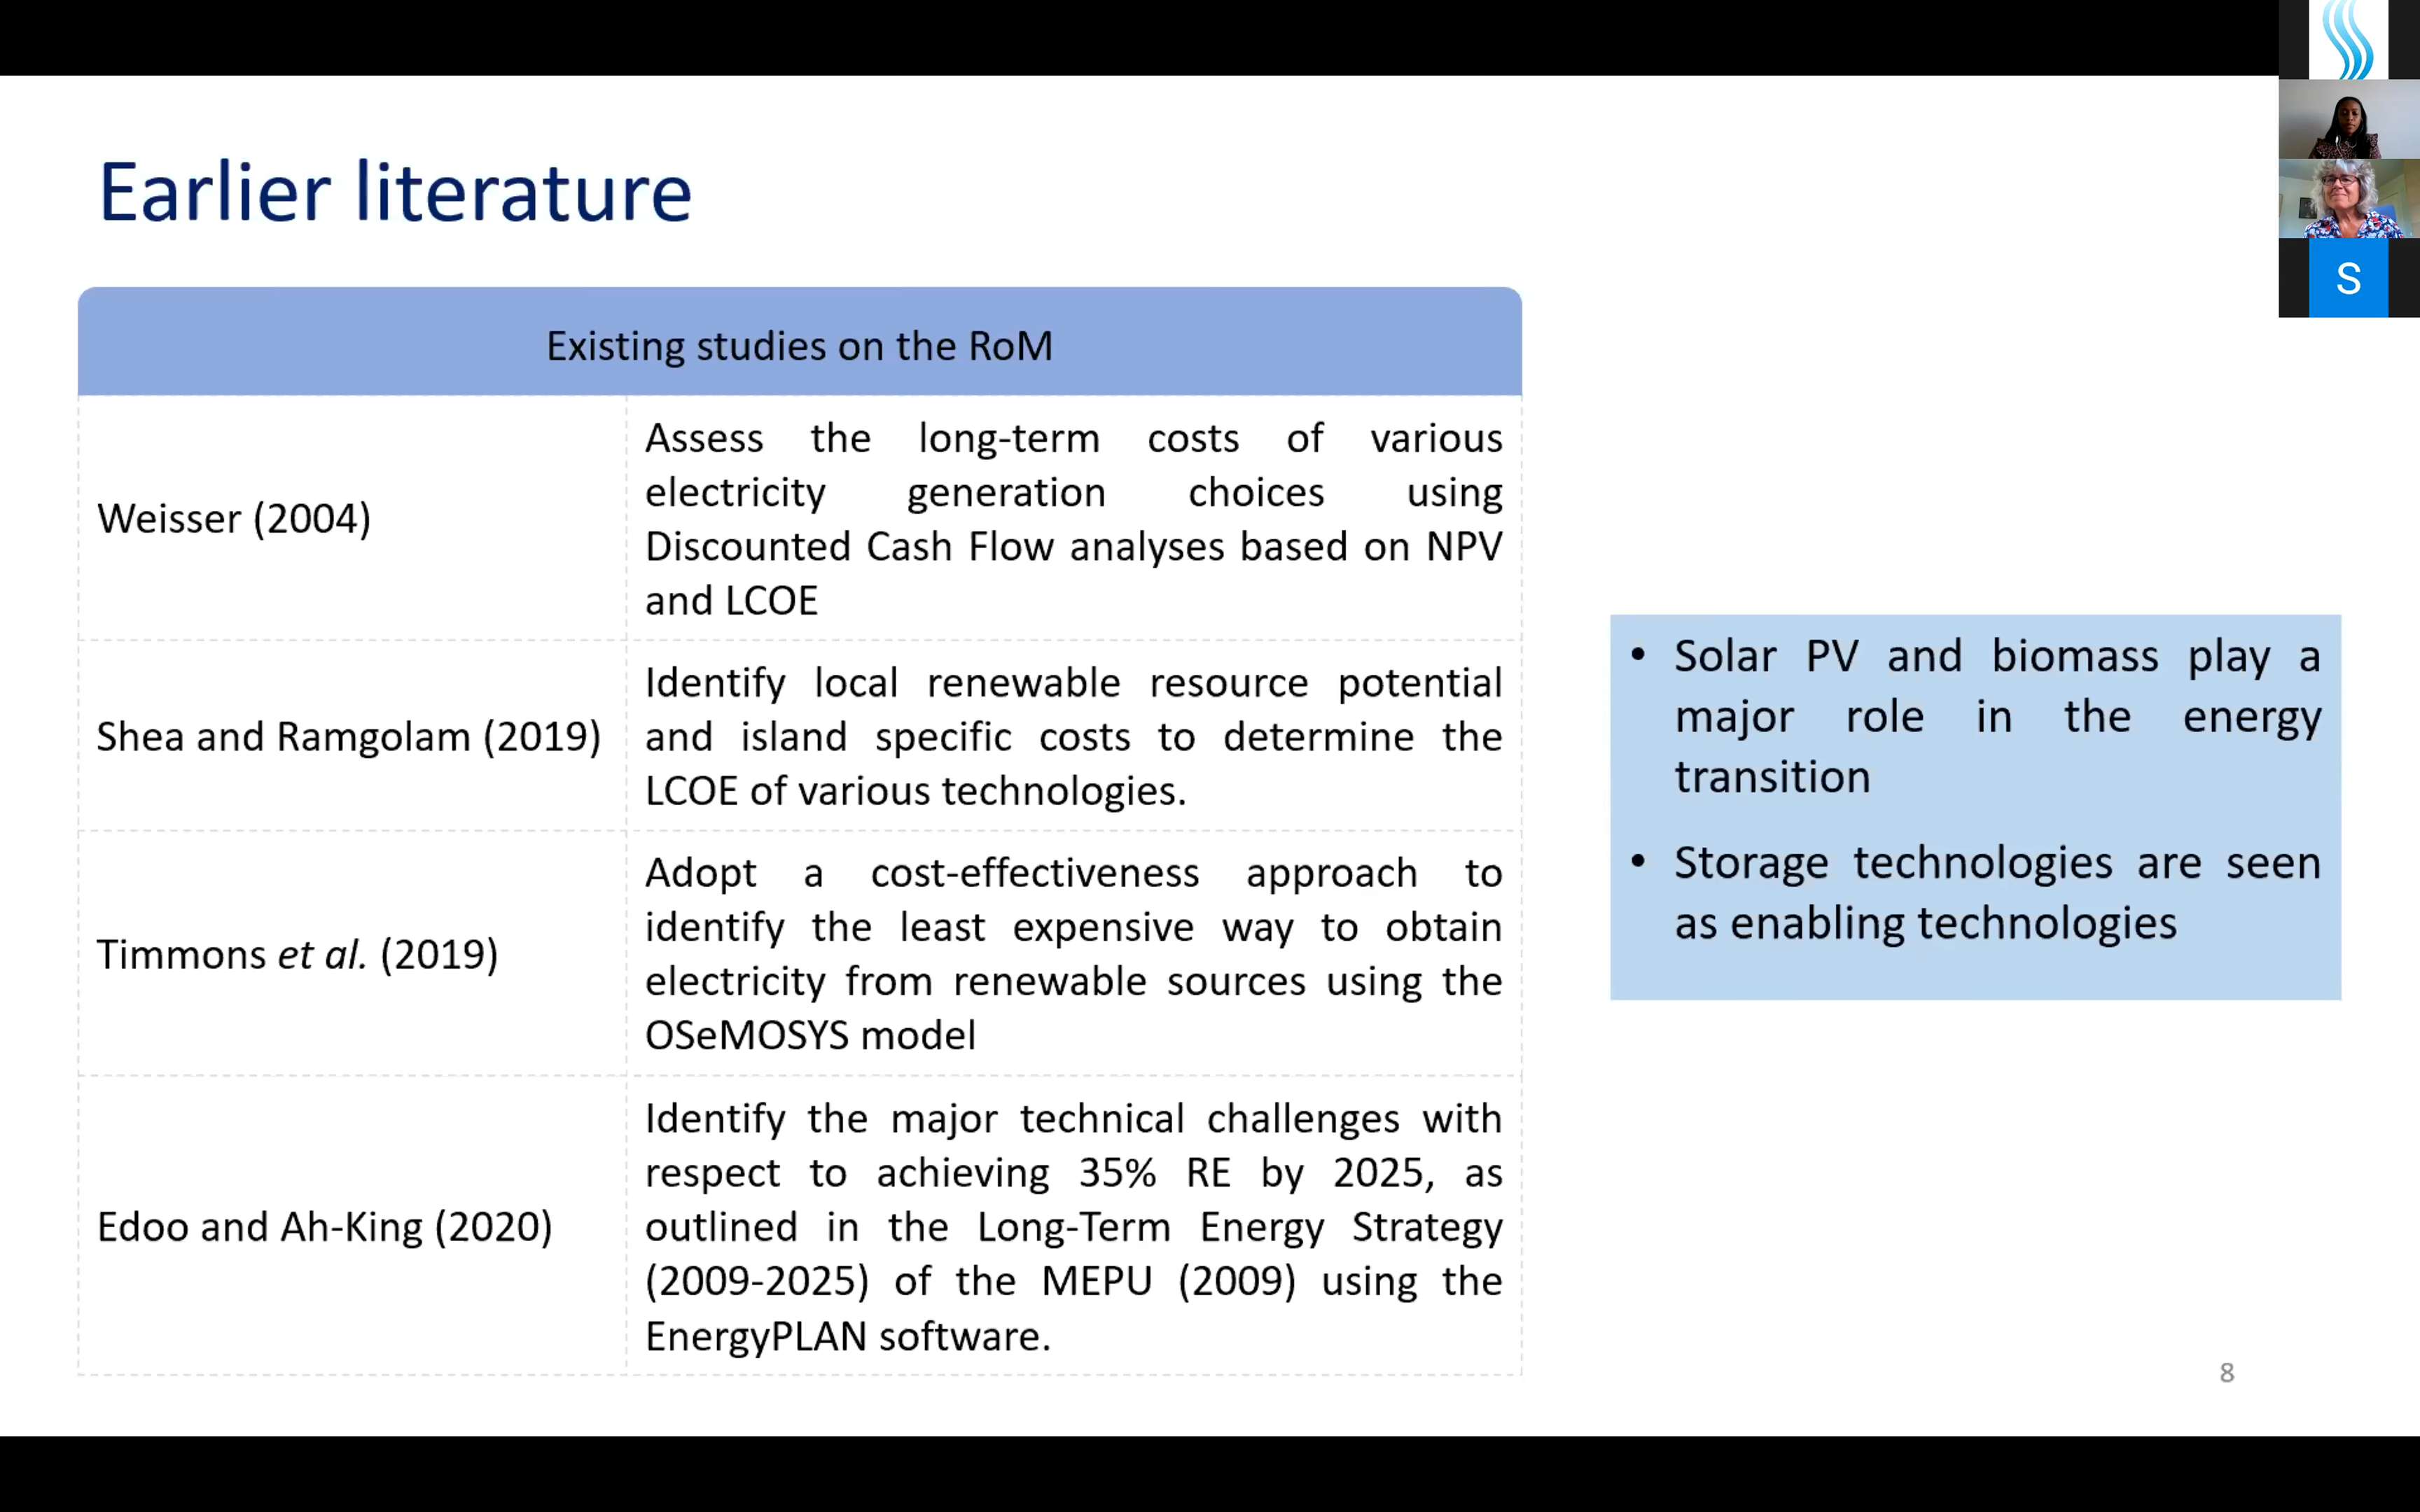 Earlier literature
Existing studies on the RoM
Weisser (2004)
Assess the long-term costs of various
electricity generation choices using
Discounted Cash Flow analyses based on NPV
and LCOE
Shea and Ramgolam (2019)
Identify local renewable resource potential
and island specific costs to determine the
LCOE of various technologies.
Timmons et al. (2019)
Adopt a cost-effectiveness approach to
identify the least expensive way to obtain
electricity from renewable sources using the
OSeMOSYS model
Edoo and Ah-King (2020)
Identify the major technical challenges with
respect to achieving 35% RE by 2025, as
outlined in the Long-Term Energy Strategy
(2009-2025) of the MEPU (2009) using the
EnergyPLAN software.
• Solar PV and biomass play a
major role in the energy
transition
• Storage technologies are seen
as enabling technologies
8
S